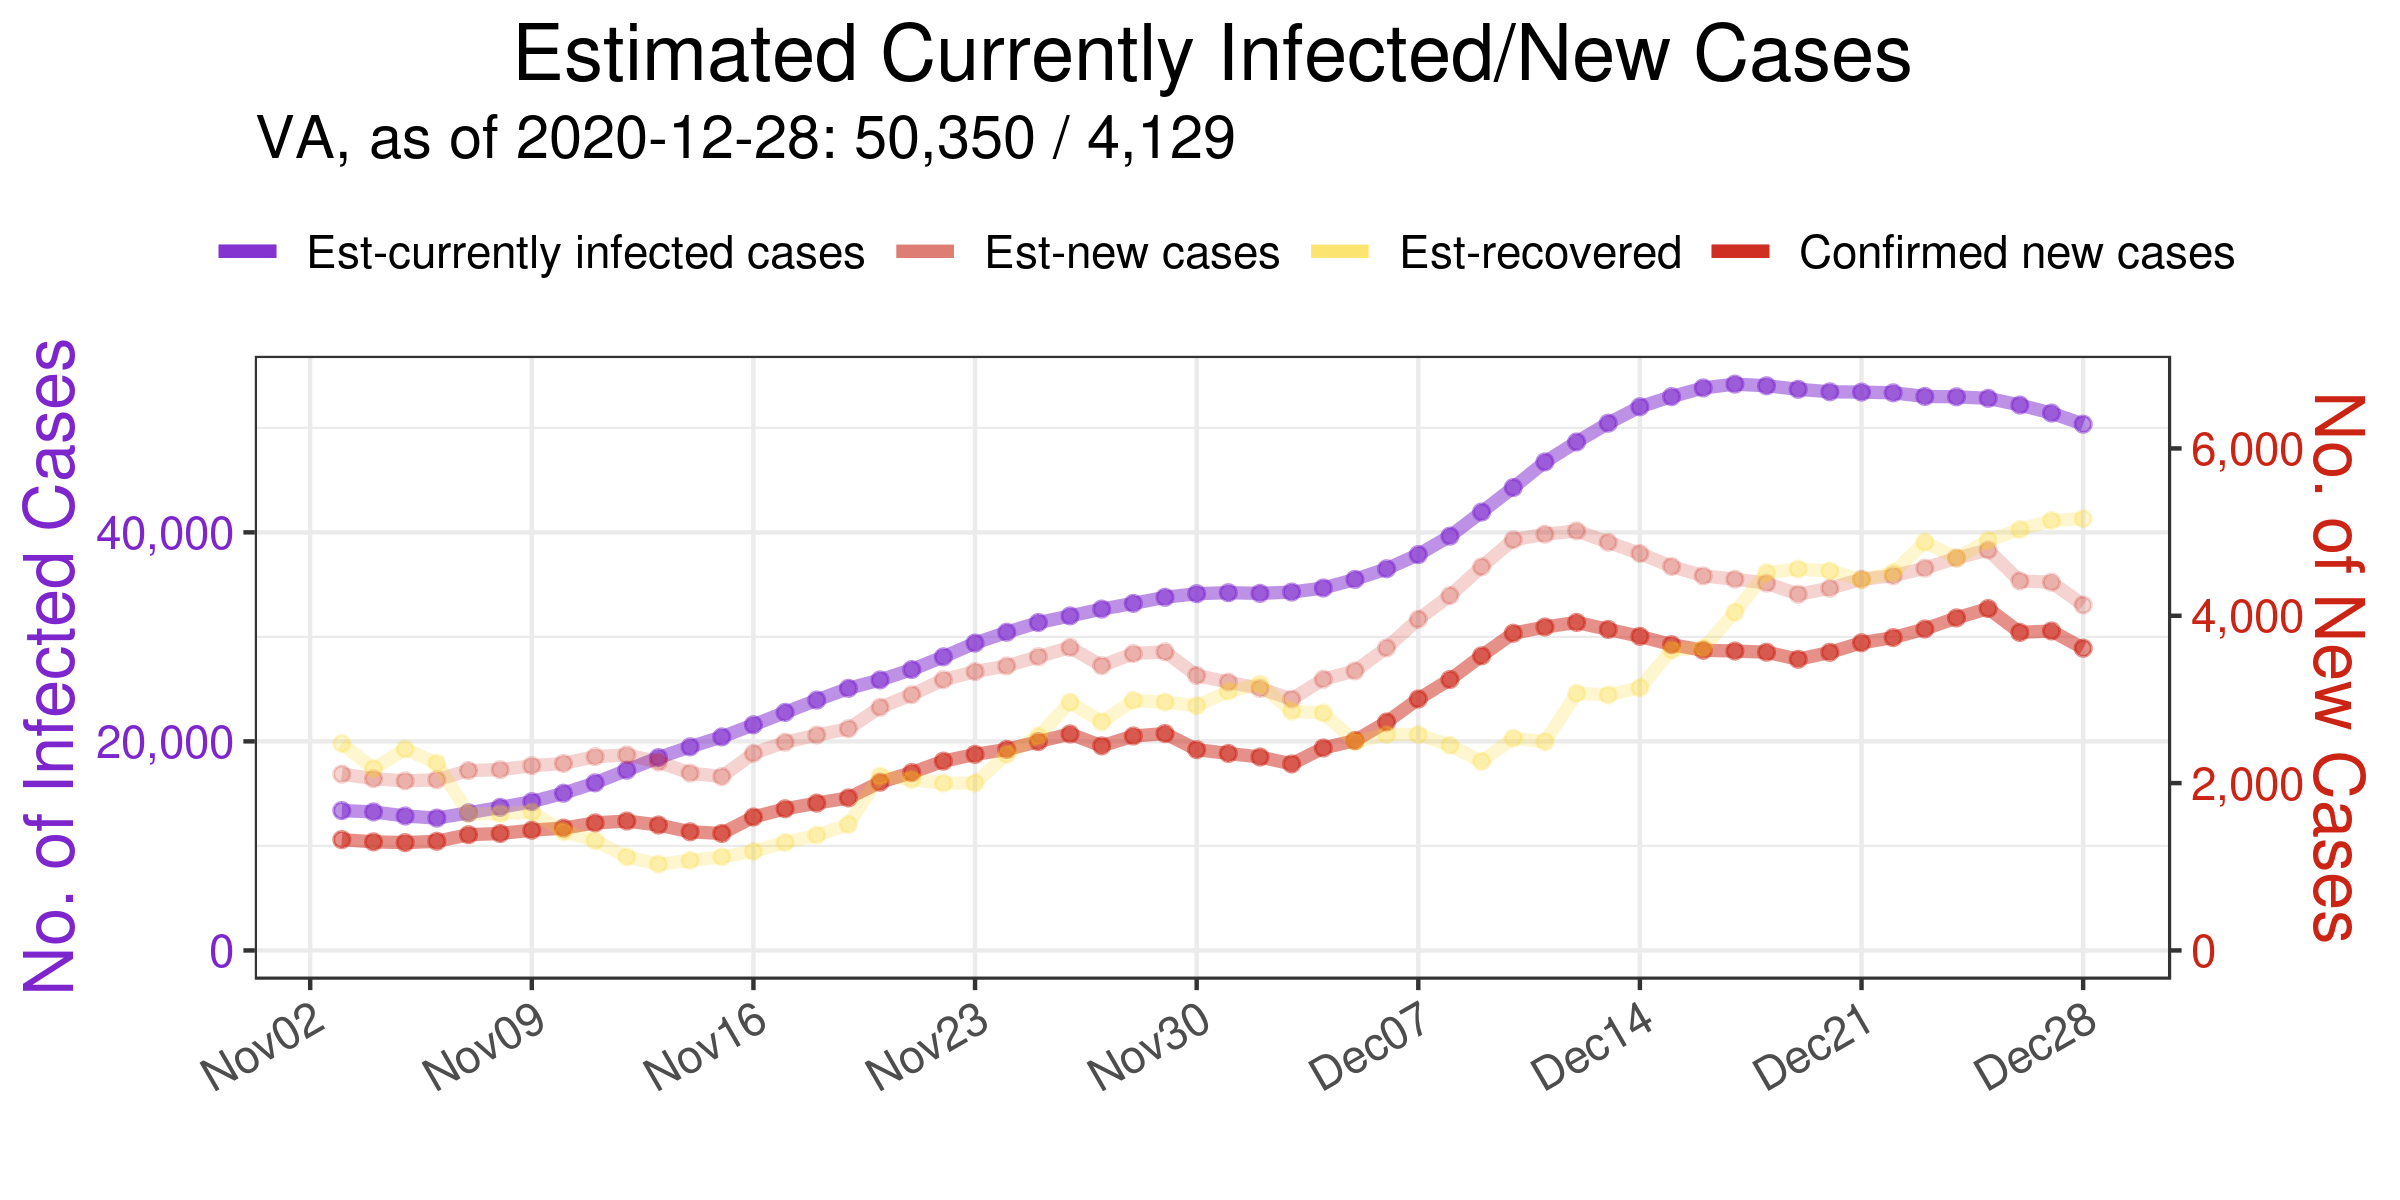 Estimated Currently Infected/New Cases
VA, as of 2020-12-28: 50,350 / 4,129
Est-currently infected cases Est-new cases Est-recovered Confirmed new cases
No. of Infected Cases
40,000
20,000
0
No. of New Cases
6,000
4,000
2,000
0
Nov02 Nov09 Nov16 Nov23 Nov30 Dec07 Dec14 Dec21 Dec28